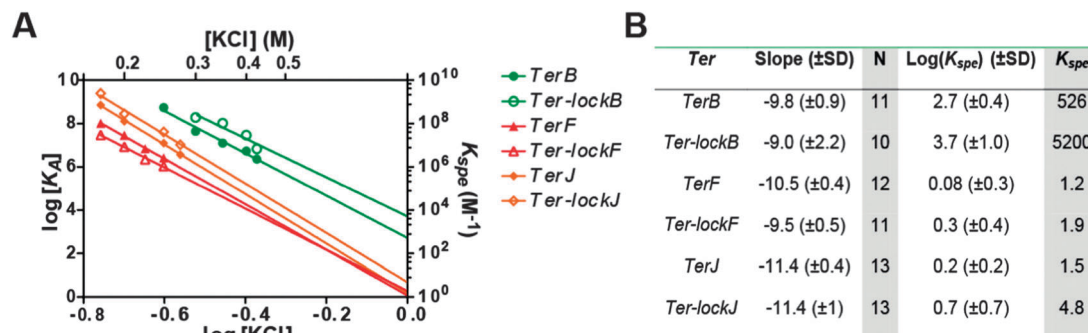 A
[KCl] (M)
0.2 0.3 0.4 0.5
10
8
6
4
2
0
log [KA]
10^10
10^8
10^6
10^4
10^2
10^0
Kspe (M-1)
-0.8 -0.6 -0.4 -0.2 0.0
log [KCl]
TerB
Ter-lockB
TerF
Ter-lockF
TerJ
Ter-lockJ
B
Ter Slope (±SD) N Log(Kspe) (±SD) Kspe
TerB -9.8 (±0.9) 11 2.7 (±0.4) 526
Ter-lockB -9.0 (±2.2) 10 3.7 (±1.0) 5200
TerF -10.5 (±0.4) 12 0.08 (±0.3) 1.2
Ter-lockF -9.5 (±0.5) 11 0.3 (±0.4) 1.9
TerJ -11.4 (±0.4) 13 0.2 (±0.2) 1.5
Ter-lockJ -11.4 (±1) 13 0.7 (±0.7) 4.8